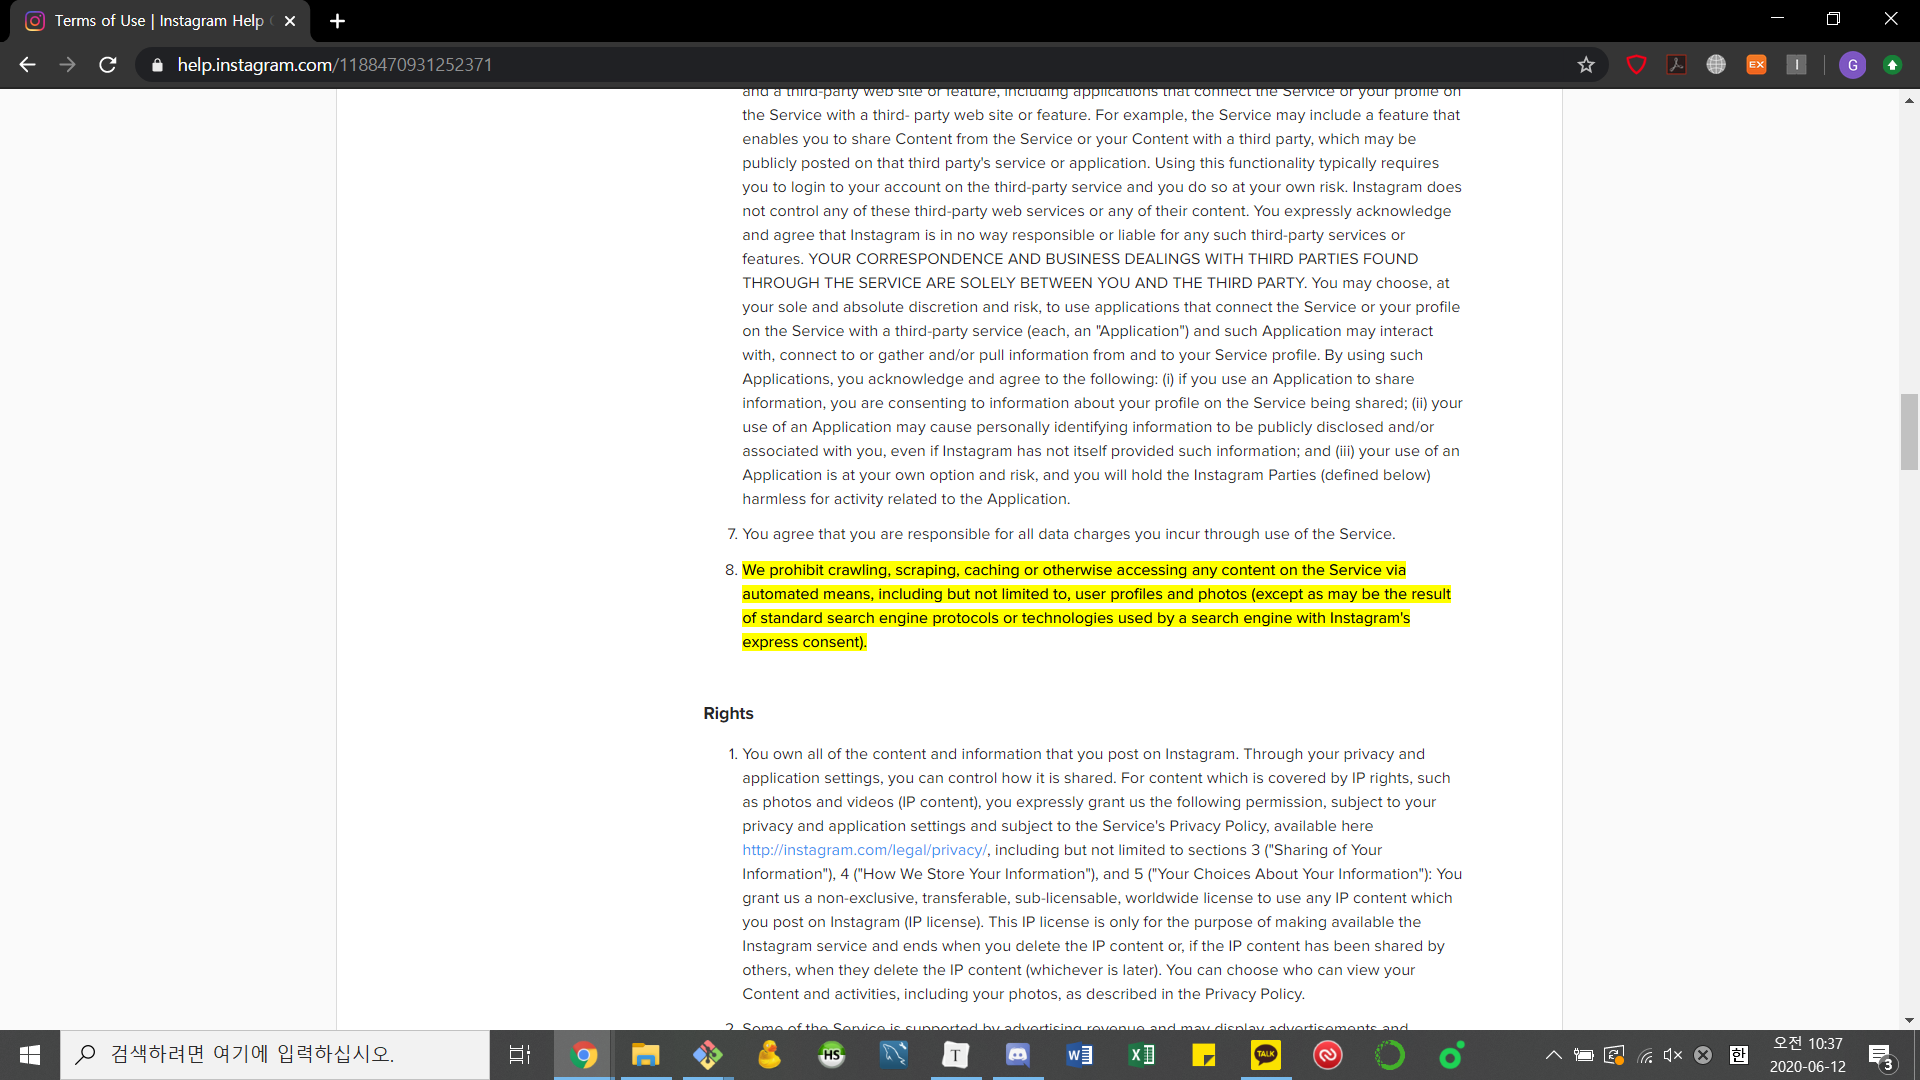 Terms of Use | Instagram Help
help.instagram.com/1188470931252371
G
EX
I
and a third-party web site or feature, including applications that connect the Service or your profile on
the Service with a third- party web site or feature. For example, the Service may include a feature that
enables you to share Content from the Service or your Content with a third party, which may be
publicly posted on that third party's service or application. Using this functionality typically requires
you to login to your account on the third-party service and you do so at your own risk. Instagram does
not control any of these third-party web services or any of their content. You expressly acknowledge
and agree that Instagram is in no way responsible or liable for any such third-party services or
features. YOUR CORRESPONDENCE AND BUSINESS DEALINGS WITH THIRD PARTIES FOUND
THROUGH THE SERVICE ARE SOLELY BETWEEN YOU AND THE THIRD PARTY. You may choose, at
your sole and absolute discretion and risk, to use applications that connect the Service or your profile
on the Service with a third-party service (each, an "Application") and such Application may interact
with, connect to or gather and/or pull information from and to your Service profile. By using such
Applications, you acknowledge and agree to the following: (i) if you use an Application to share
information, you are consenting to information about your profile on the Service being shared; (ii) your
use of an Application may cause personally identifying information to be publicly disclosed and/or
associated with you, even if Instagram has not itself provided such information; and (iii) your use of an
Application is at your own option and risk, and you will hold the Instagram Parties (defined below)
harmless for activity related to the Application.
7. You agree that you are responsible for all data charges you incur through use of the Service.
8. We prohibit crawling, scraping, caching or otherwise accessing any content on the Service via
automated means, including but not limited to, user profiles and photos (except as may be the result
of standard search engine protocols or technologies used by a search engine with Instagram's
express consent).
Rights
1. You own all of the content and information that you post on Instagram. Through your privacy and
application settings, you can control how it is shared. For content which is covered by IP rights, such
as photos and videos (IP content), you expressly grant us the following permission, subject to your
privacy and application settings and subject to the Service's Privacy Policy, available here
http://instagram.com/legal/privacy/, including but not limited to sections 3 ("Sharing of Your
Information"), 4 ("How We Store Your Information"), and 5 ("Your Choices About Your Information"): You
grant us a non-exclusive, transferable, sub-licensable, worldwide license to use any IP content which
you post on Instagram (IP license). This IP license is only for the purpose of making available the
Instagram service and ends when you delete the IP content or, if the IP content has been shared by
others, when they delete the IP content (whichever is later). You can choose who can view your
Content and activities, including your photos, as described in the Privacy Policy.
2. Some of the Service is supported by advertising revenue and may display advertisements and
검색하려면 여기에 입력하십시오.
HS
T
TALK
한
오전 10:37
2020-06-12
3